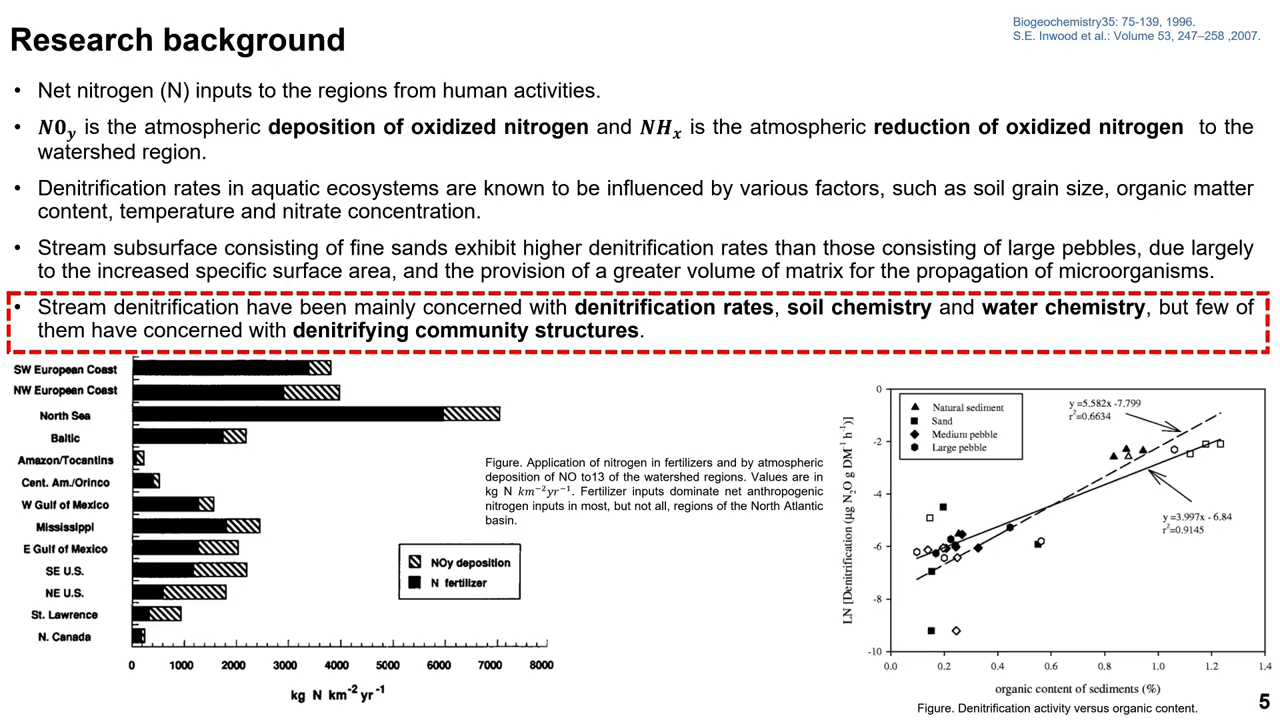 Research background
Biogeochemistry35: 75-139, 1996.
S.E. Inwood et al.: Volume 53, 247–258 ,2007.
• Net nitrogen (N) inputs to the regions from human activities.
• N0y is the atmospheric deposition of oxidized nitrogen and NHx is the atmospheric reduction of oxidized nitrogen to the
watershed region.
• Denitrification rates in aquatic ecosystems are known to be influenced by various factors, such as soil grain size, organic matter
content, temperature and nitrate concentration.
• Stream subsurface consisting of fine sands exhibit higher denitrification rates than those consisting of large pebbles, due largely
to the increased specific surface area, and the provision of a greater volume of matrix for the propagation of microorganisms.
• Stream denitrification have been mainly concerned with denitrification rates, soil chemistry and water chemistry, but few of
them have concerned with denitrifying community structures.
SW European Coast
NW European Coast
North Sea
Baltic
Amazon/Tocantins
Cent. Am./Orinco
W Gulf of Mexico
Mississippi
E Gulf of Mexico
SE U.S.
NE U.S.
St. Lawrence
N. Canada
0 1000 2000 3000 4000 5000 6000 7000 8000
kg N km-2 yr-1
NOy deposition
N fertilizer
Figure. Application of nitrogen in fertilizers and by atmospheric
deposition of NO to13 of the watershed regions. Values are in
kg N km−2yr−1. Fertilizer inputs dominate net anthropogenic
nitrogen inputs in most, but not all, regions of the North Atlantic
basin.
LN [Denitrification (µg N2O g DM-1 h-1)]
0
-2
-4
-6
-8
-10
Natural sediment
Sand
Medium pebble
Large pebble
y =5.582x -7.799
r2=0.6634
y =3.997x - 6.84
r2=0.9145
0.0 0.2 0.4 0.6 0.8 1.0 1.2 1.4
organic content of sediments (%)
Figure. Denitrification activity versus organic content.
5